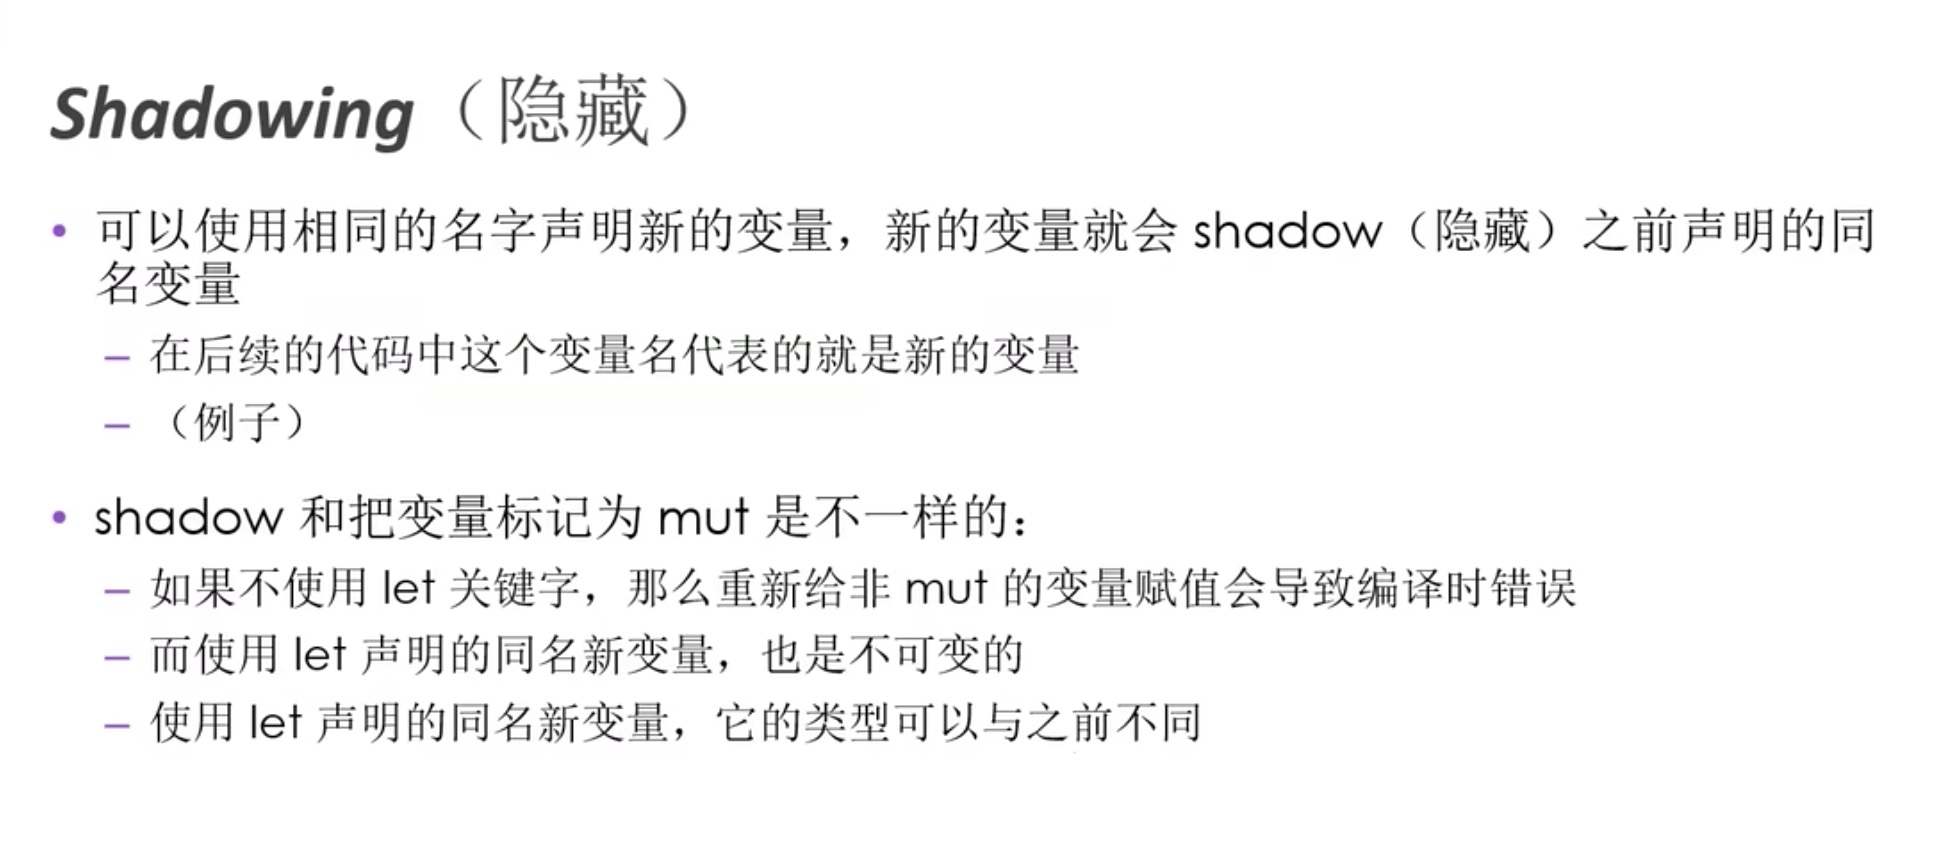 Shadowing（隐藏）
• 可以使用相同的名字声明新的变量，新的变量就会 shadow（隐藏）之前声明的同
名变量
– 在后续的代码中这个变量名代表的就是新的变量
– （例子）
• shadow 和把变量标记为 mut 是不一样的：
– 如果不使用 let 关键字，那么重新给非 mut 的变量赋值会导致编译时错误
– 而使用 let 声明的同名新变量，也是不可变的
– 使用 let 声明的同名新变量，它的类型可以与之前不同